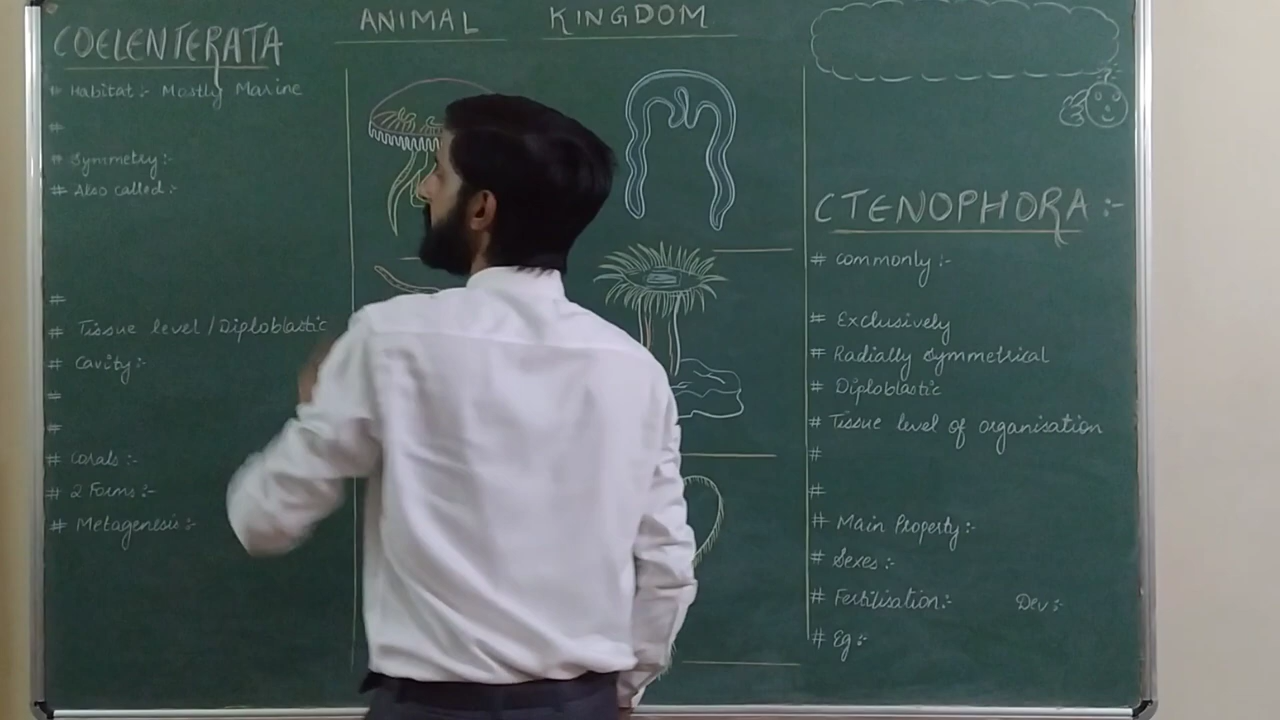 ANIMAL KINGDOM
COELENTERATA
# Habitat :- Mostly Marine
#
# Symmetry :-
# Also called :-
#
# Tissue level / Diploblastic
# Cavity :-
#
#
# Corals :-
# 2 Forms :-
# Metagenesis :-
CTENOPHORA :-
# Commonly :-
# Exclusively
# Radially symmetrical
# Diploblastic
# Tissue level of organisation
#
#
# Main Property :-
# Sexes :-
# Fertilisation :- Dev :-
# Eg :-